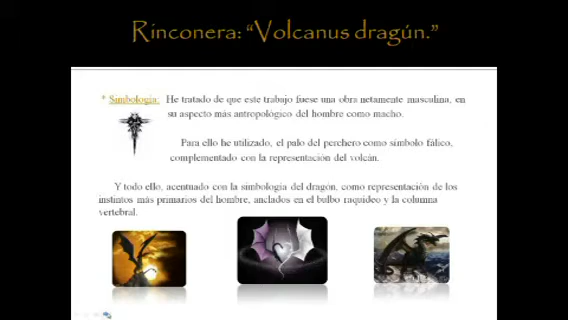 Rinconera: “Volcanus dragún.”
* Simbología: He tratado de que este trabajo fuese una obra netamente masculina, en
su aspecto más antropológico del hombre como macho.
Para ello he utilizado, el palo del perchero como símbolo fálico,
complementado con la representación del volcán.
Y todo ello, acentuado con la simbología del dragón, como representación de los
instintos más primarios del hombre, anclados en el bulbo raquídeo y la columna
vertebral.